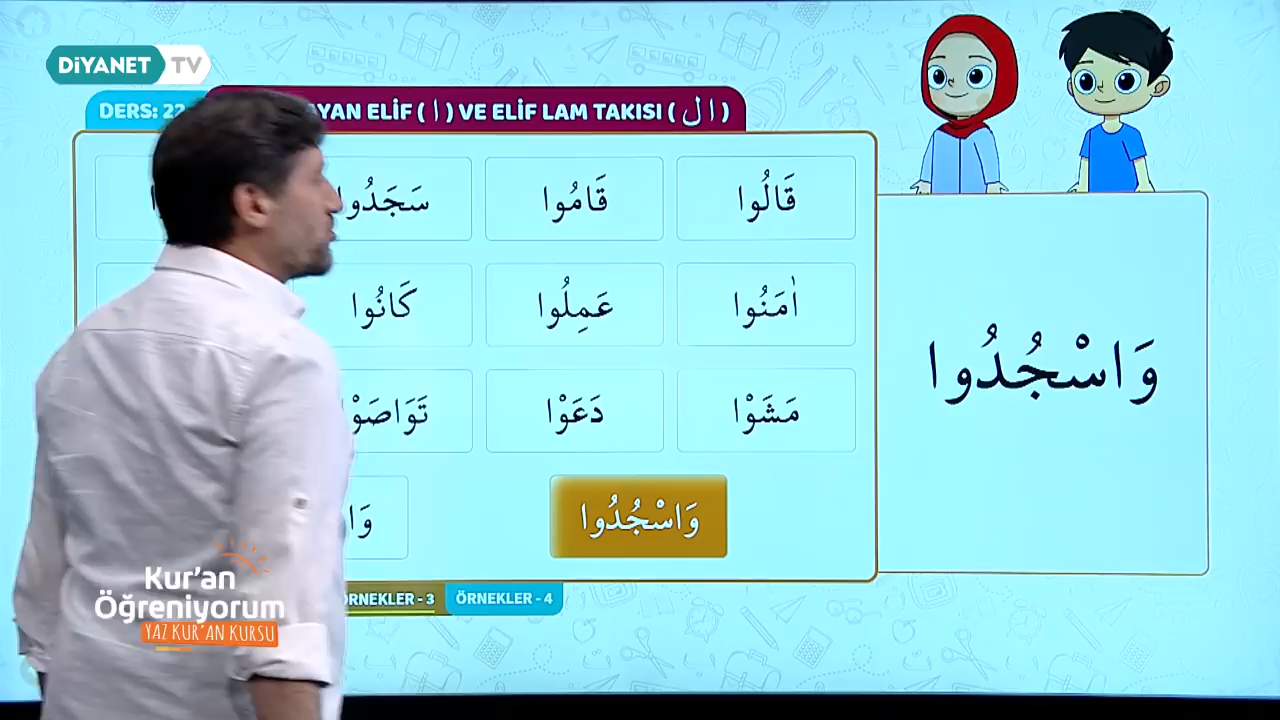 DİYANET TV
DERS: 22
AYAN ELİF ( ا ) VE ELİF LAM TAKISI ( ال )
قَالُوا
قَامُوا
سَجَدُوا
اٰمَنُوا
عَمِلُوا
كَانُوا
مَشَوْا
دَعَوْا
تَوَاصَوْا
وَاسْجُدُوا
وَاسْجُدُوا
ÖRNEKLER - 3
ÖRNEKLER - 4
Kur'an
Öğreniyorum
YAZ KUR'AN KURSU